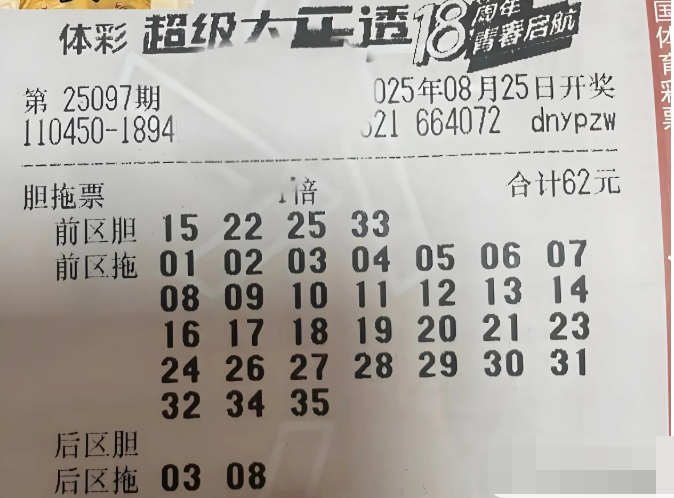 体彩 超级大乐透 18周年 青春启航
第 25097期 025年08月25日开奖
110450-1894 21 664072 dnypzw
胆拖票 1倍 合计62元
前区胆 15 22 25 33
前区拖 01 02 03 04 05 06 07
08 09 10 11 12 13 14
16 17 18 19 20 21 23
24 26 27 28 29 30 31
32 34 35
后区胆
后区拖 03 08
国体育彩票